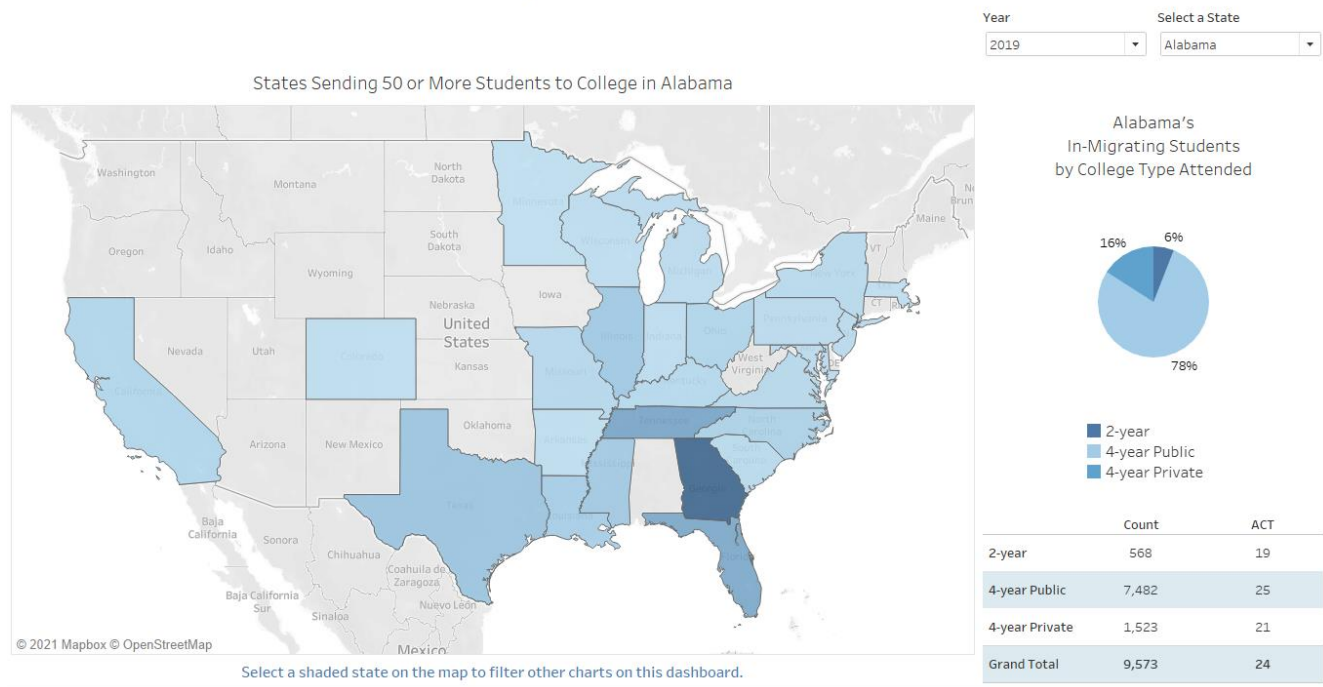 Year
Select a State
2019
Alabama
States Sending 50 or More Students to College in Alabama
Washington
Montana
North
Dakota
Minnesota
Maine
Oregon
Idaho
South
Dakota
Wisconsin
Michigan
New York
VT
Wyoming
Iowa
Nebraska
CT
United
States
Nevada
Utah
Colorado
Kansas
Missouri
Illinois
Indiana
Ohio
Pennsylvania
West
Virginia
DE
California
Kentucky
Arizona
New Mexico
Oklahoma
Arkansas
Tennessee
North
Carolina
South
Carolina
Mississippi
Georgia
Texas
Louisiana
Florida
Baja
California
Sonora
Chihuahua
Coahuila de
Zaragoza
Baja California
Sur
Sinaloa
Nuevo León
Mexico
© 2021 Mapbox © OpenStreetMap
Select a shaded state on the map to filter other charts on this dashboard.
Alabama's
In-Migrating Students
by College Type Attended
16%
6%
78%
2-year
4-year Public
4-year Private
Count ACT
2-year 568 19
4-year Public 7,482 25
4-year Private 1,523 21
Grand Total 9,573 24